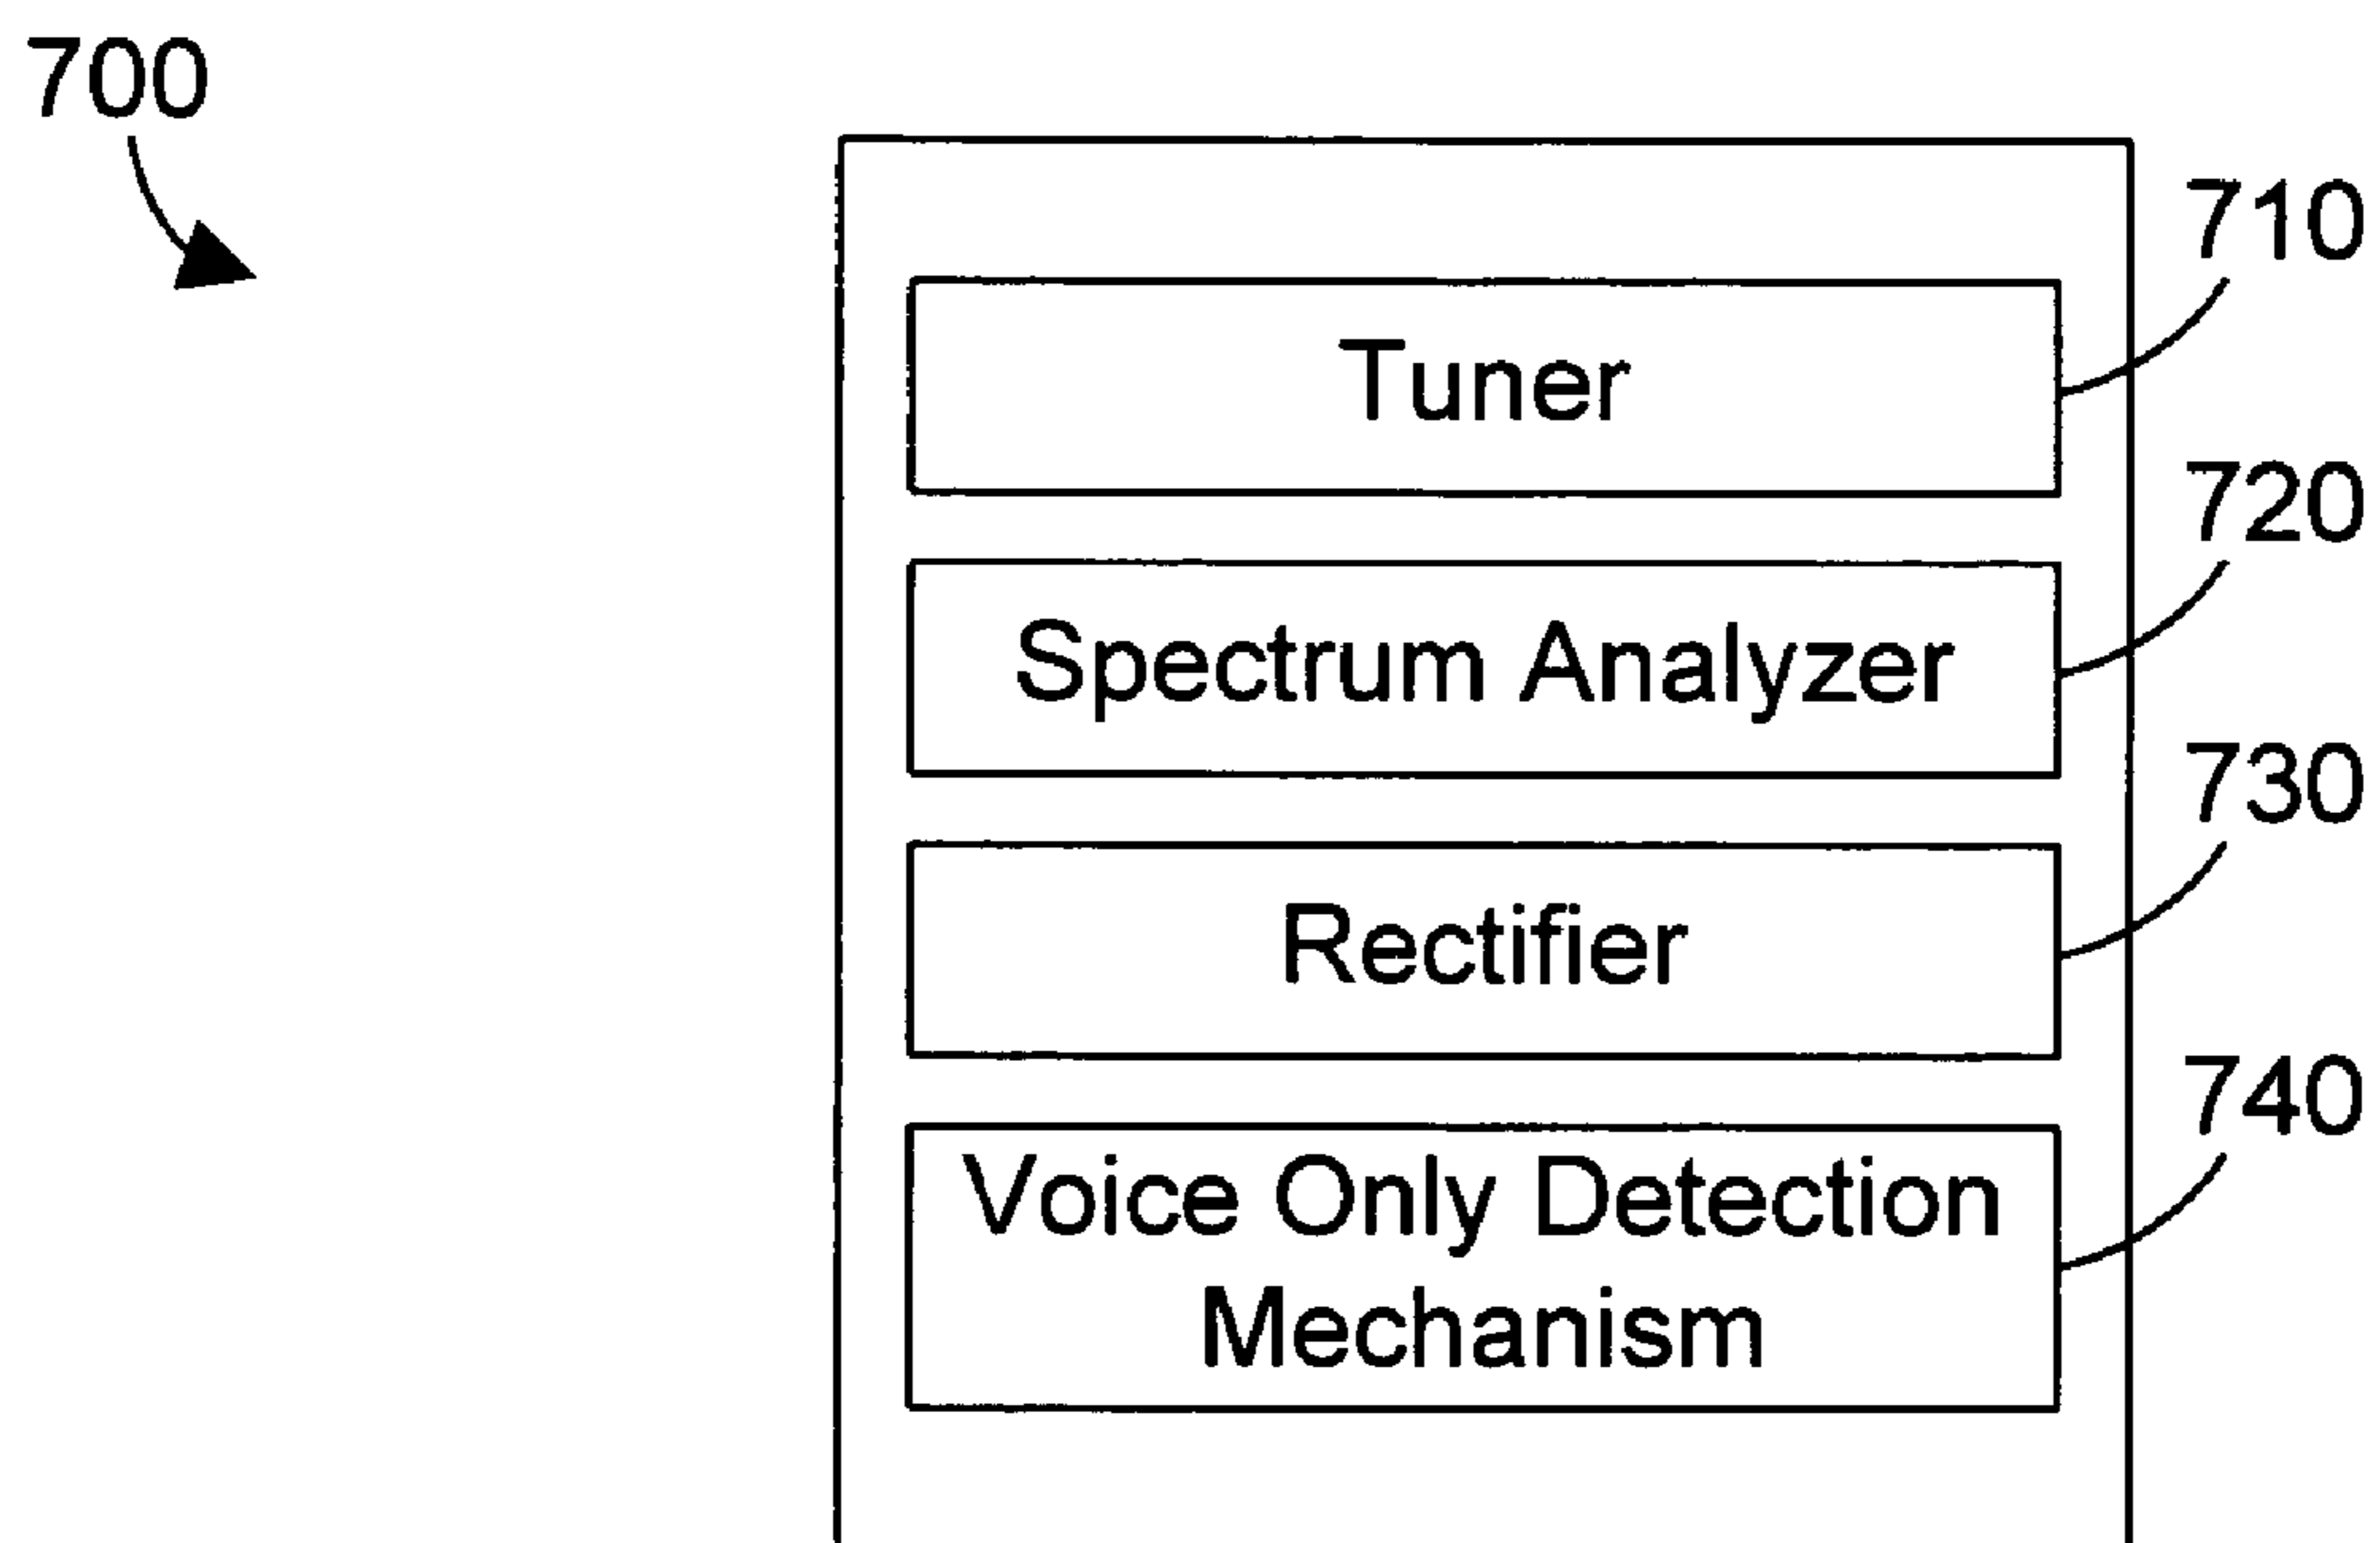 700
710
Tuner
720
Spectrum Analyzer
730
Rectifier
740
Voice Only Detection
Mechanism